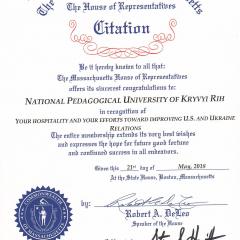 The House of Representatives
Citation
Be it hereby known to all that:
The Massachusetts House of Representatives
offers its sincerest congratulations to:
NATIONAL PEDAGOGICAL UNIVERSITY OF KRYVYI RIH
in recognition of
YOUR HOSPITALITY AND YOUR EFFORTS TOWARD IMPROVING U.S. AND UKRAINE
RELATIONS
The entire membership extends its very best wishes
and expresses the hope for future good fortune
and continued success in all endeavors.
Given this 21st day of May, 2018
At the State House, Boston, Massachusetts
by:
Robert A. DeLeo
Speaker of the House